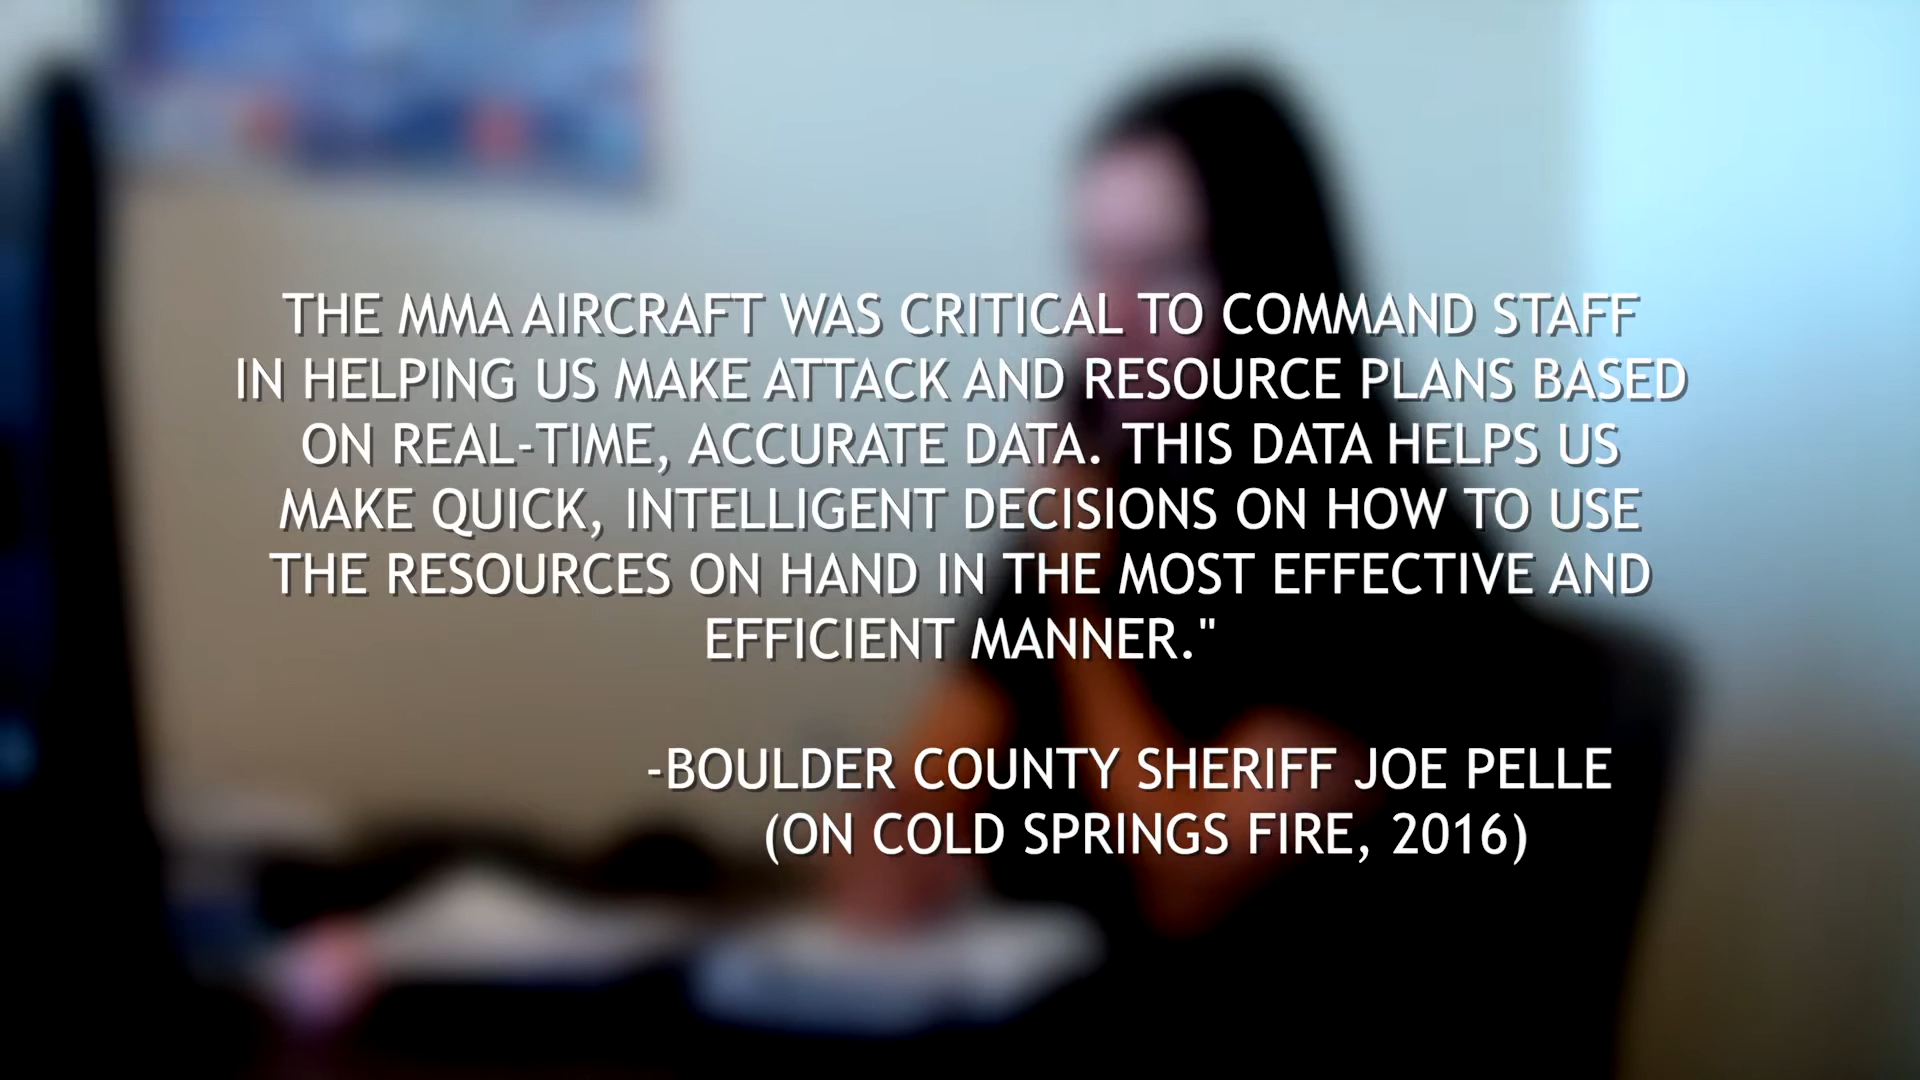 THE MMA AIRCRAFT WAS CRITICAL TO COMMAND STAFF
IN HELPING US MAKE ATTACK AND RESOURCE PLANS BASED
ON REAL-TIME, ACCURATE DATA. THIS DATA HELPS US
MAKE QUICK, INTELLIGENT DECISIONS ON HOW TO USE
THE RESOURCES ON HAND IN THE MOST EFFECTIVE AND
EFFICIENT MANNER."
-BOULDER COUNTY SHERIFF JOE PELLE
(ON COLD SPRINGS FIRE, 2016)